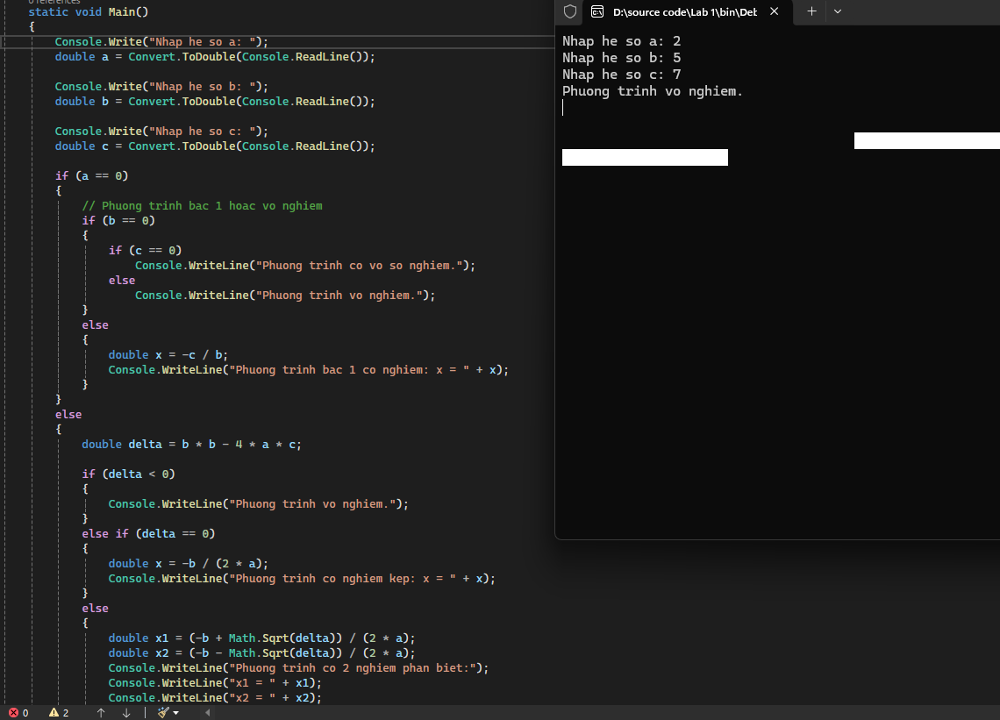 0 references
static void Main()
{
Console.Write("Nhap he so a: ");
double a = Convert.ToDouble(Console.ReadLine());
Console.Write("Nhap he so b: ");
double b = Convert.ToDouble(Console.ReadLine());
Console.Write("Nhap he so c: ");
double c = Convert.ToDouble(Console.ReadLine());
if (a == 0)
{
// Phuong trinh bac 1 hoac vo nghiem
if (b == 0)
{
if (c == 0)
Console.WriteLine("Phuong trinh co vo so nghiem.");
else
Console.WriteLine("Phuong trinh vo nghiem.");
}
else
{
double x = -c / b;
Console.WriteLine("Phuong trinh bac 1 co nghiem: x = " + x);
}
}
else
{
double delta = b * b - 4 * a * c;
if (delta < 0)
{
Console.WriteLine("Phuong trinh vo nghiem.");
}
else if (delta == 0)
{
double x = -b / (2 * a);
Console.WriteLine("Phuong trinh co nghiem kep: x = " + x);
}
else
{
double x1 = (-b + Math.Sqrt(delta)) / (2 * a);
double x2 = (-b - Math.Sqrt(delta)) / (2 * a);
Console.WriteLine("Phuong trinh co 2 nghiem phan biet:");
Console.WriteLine("x1 = " + x1);
Console.WriteLine("x2 = " + x2);
0 2
D:\source code\Lab 1\bin\Deb
Nhap he so a: 2
Nhap he so b: 5
Nhap he so c: 7
Phuong trinh vo nghiem.